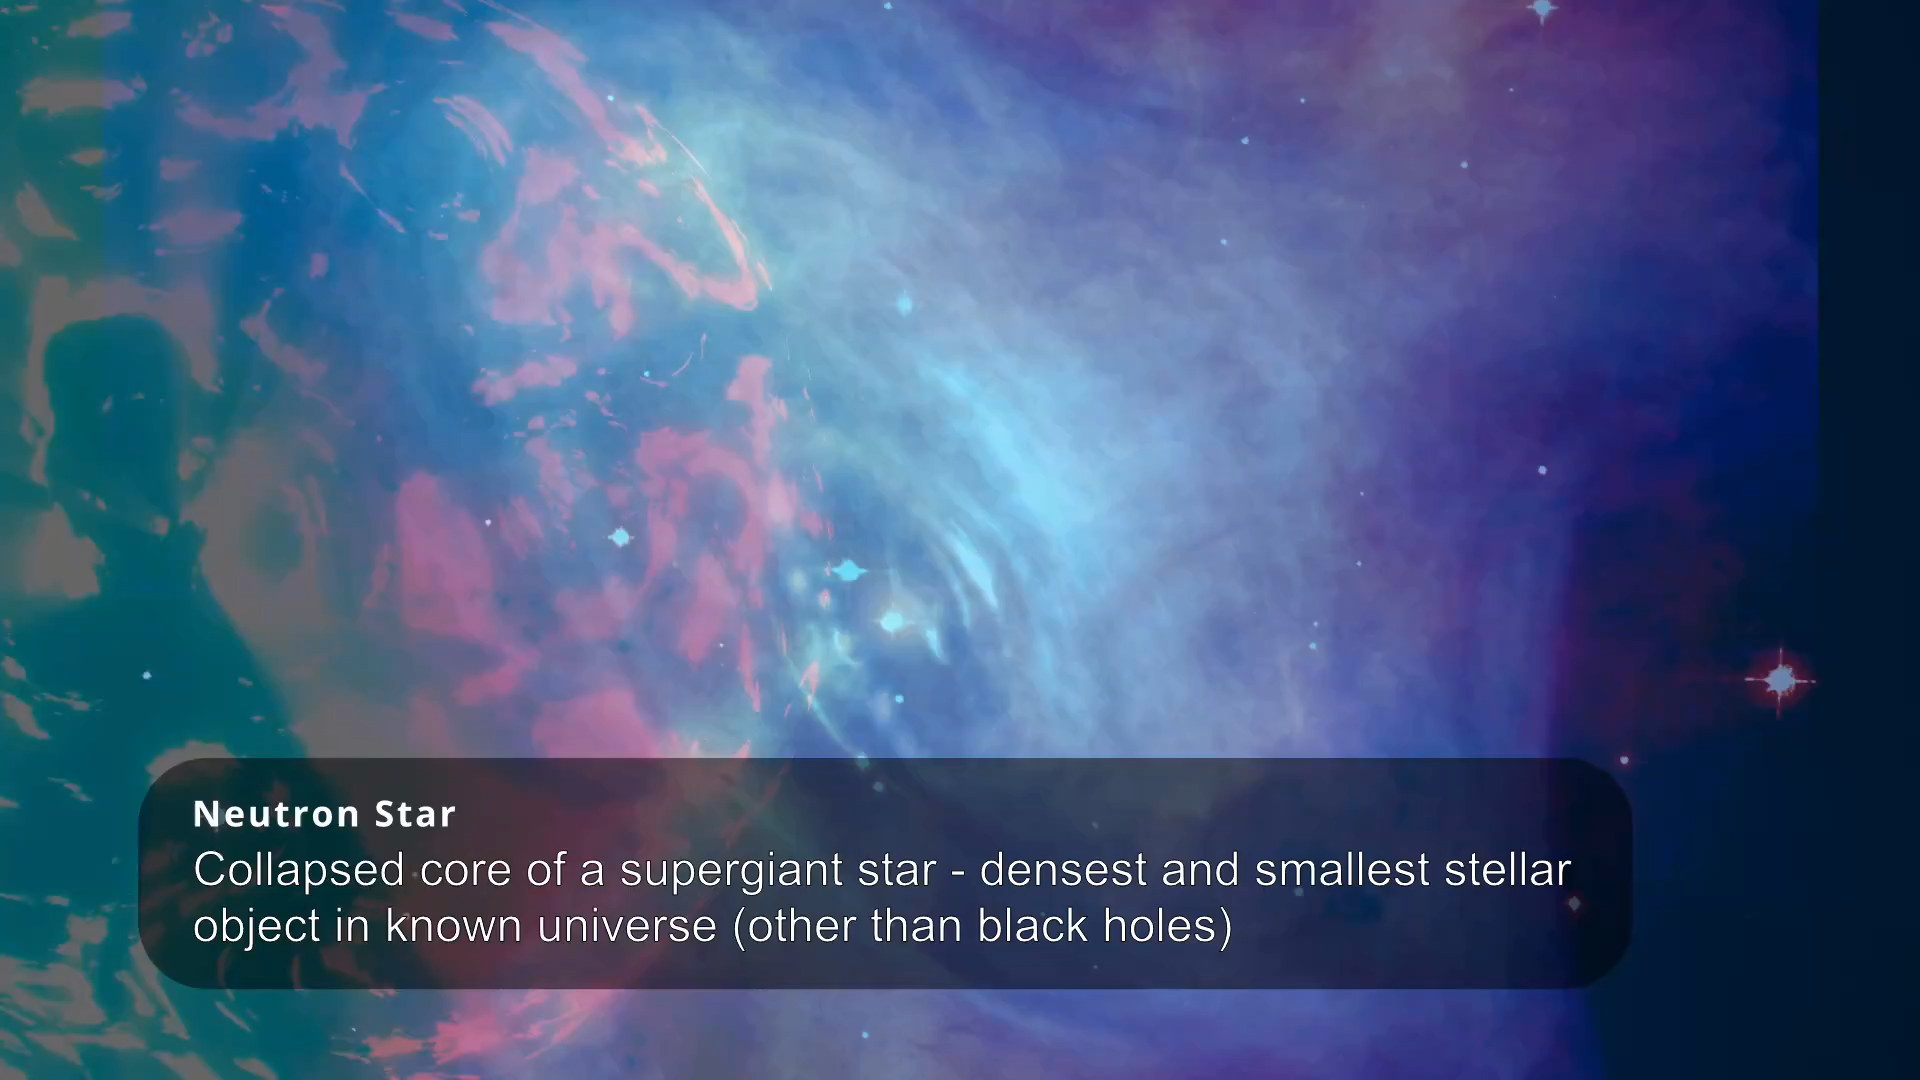 Neutron Star
Collapsed core of a supergiant star - densest and smallest stellar
object in known universe (other than black holes)